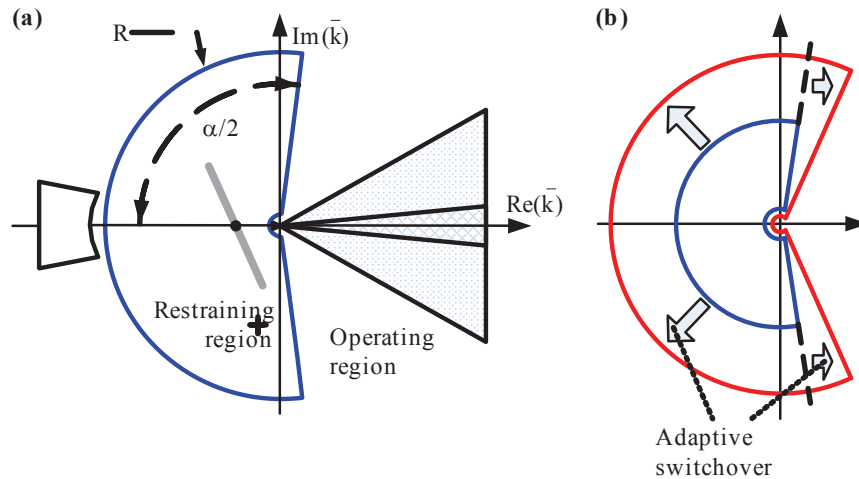 (a)
R
Im(k̄)
α/2
Re(k̄)
Restraining
region
Operating
region
(b)
Adaptive
switchover